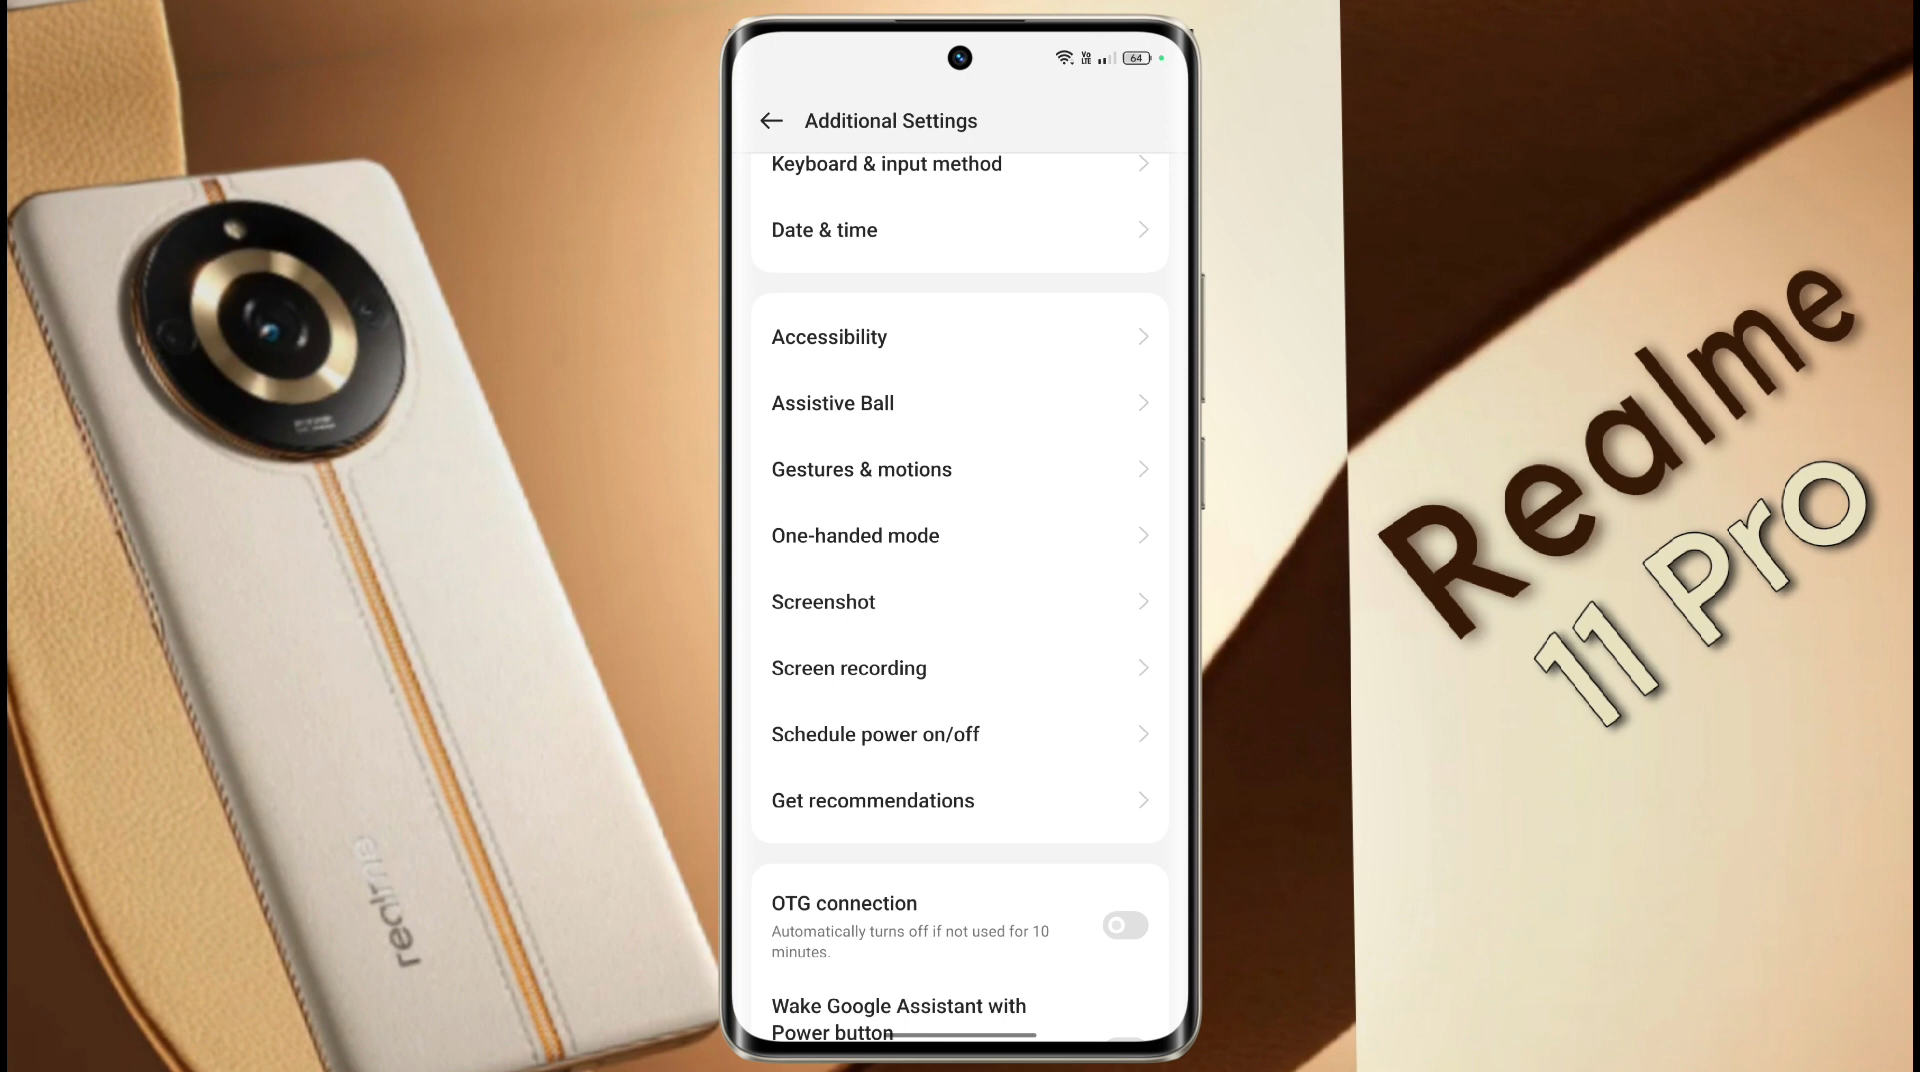 64
Additional Settings
Keyboard & input method
Date & time
Accessibility
Assistive Ball
Gestures & motions
One-handed mode
Screenshot
Screen recording
Schedule power on/off
Get recommendations
OTG connection
Automatically turns off if not used for 10
minutes.
Wake Google Assistant with
Power button
realme
Realme
11 Pro